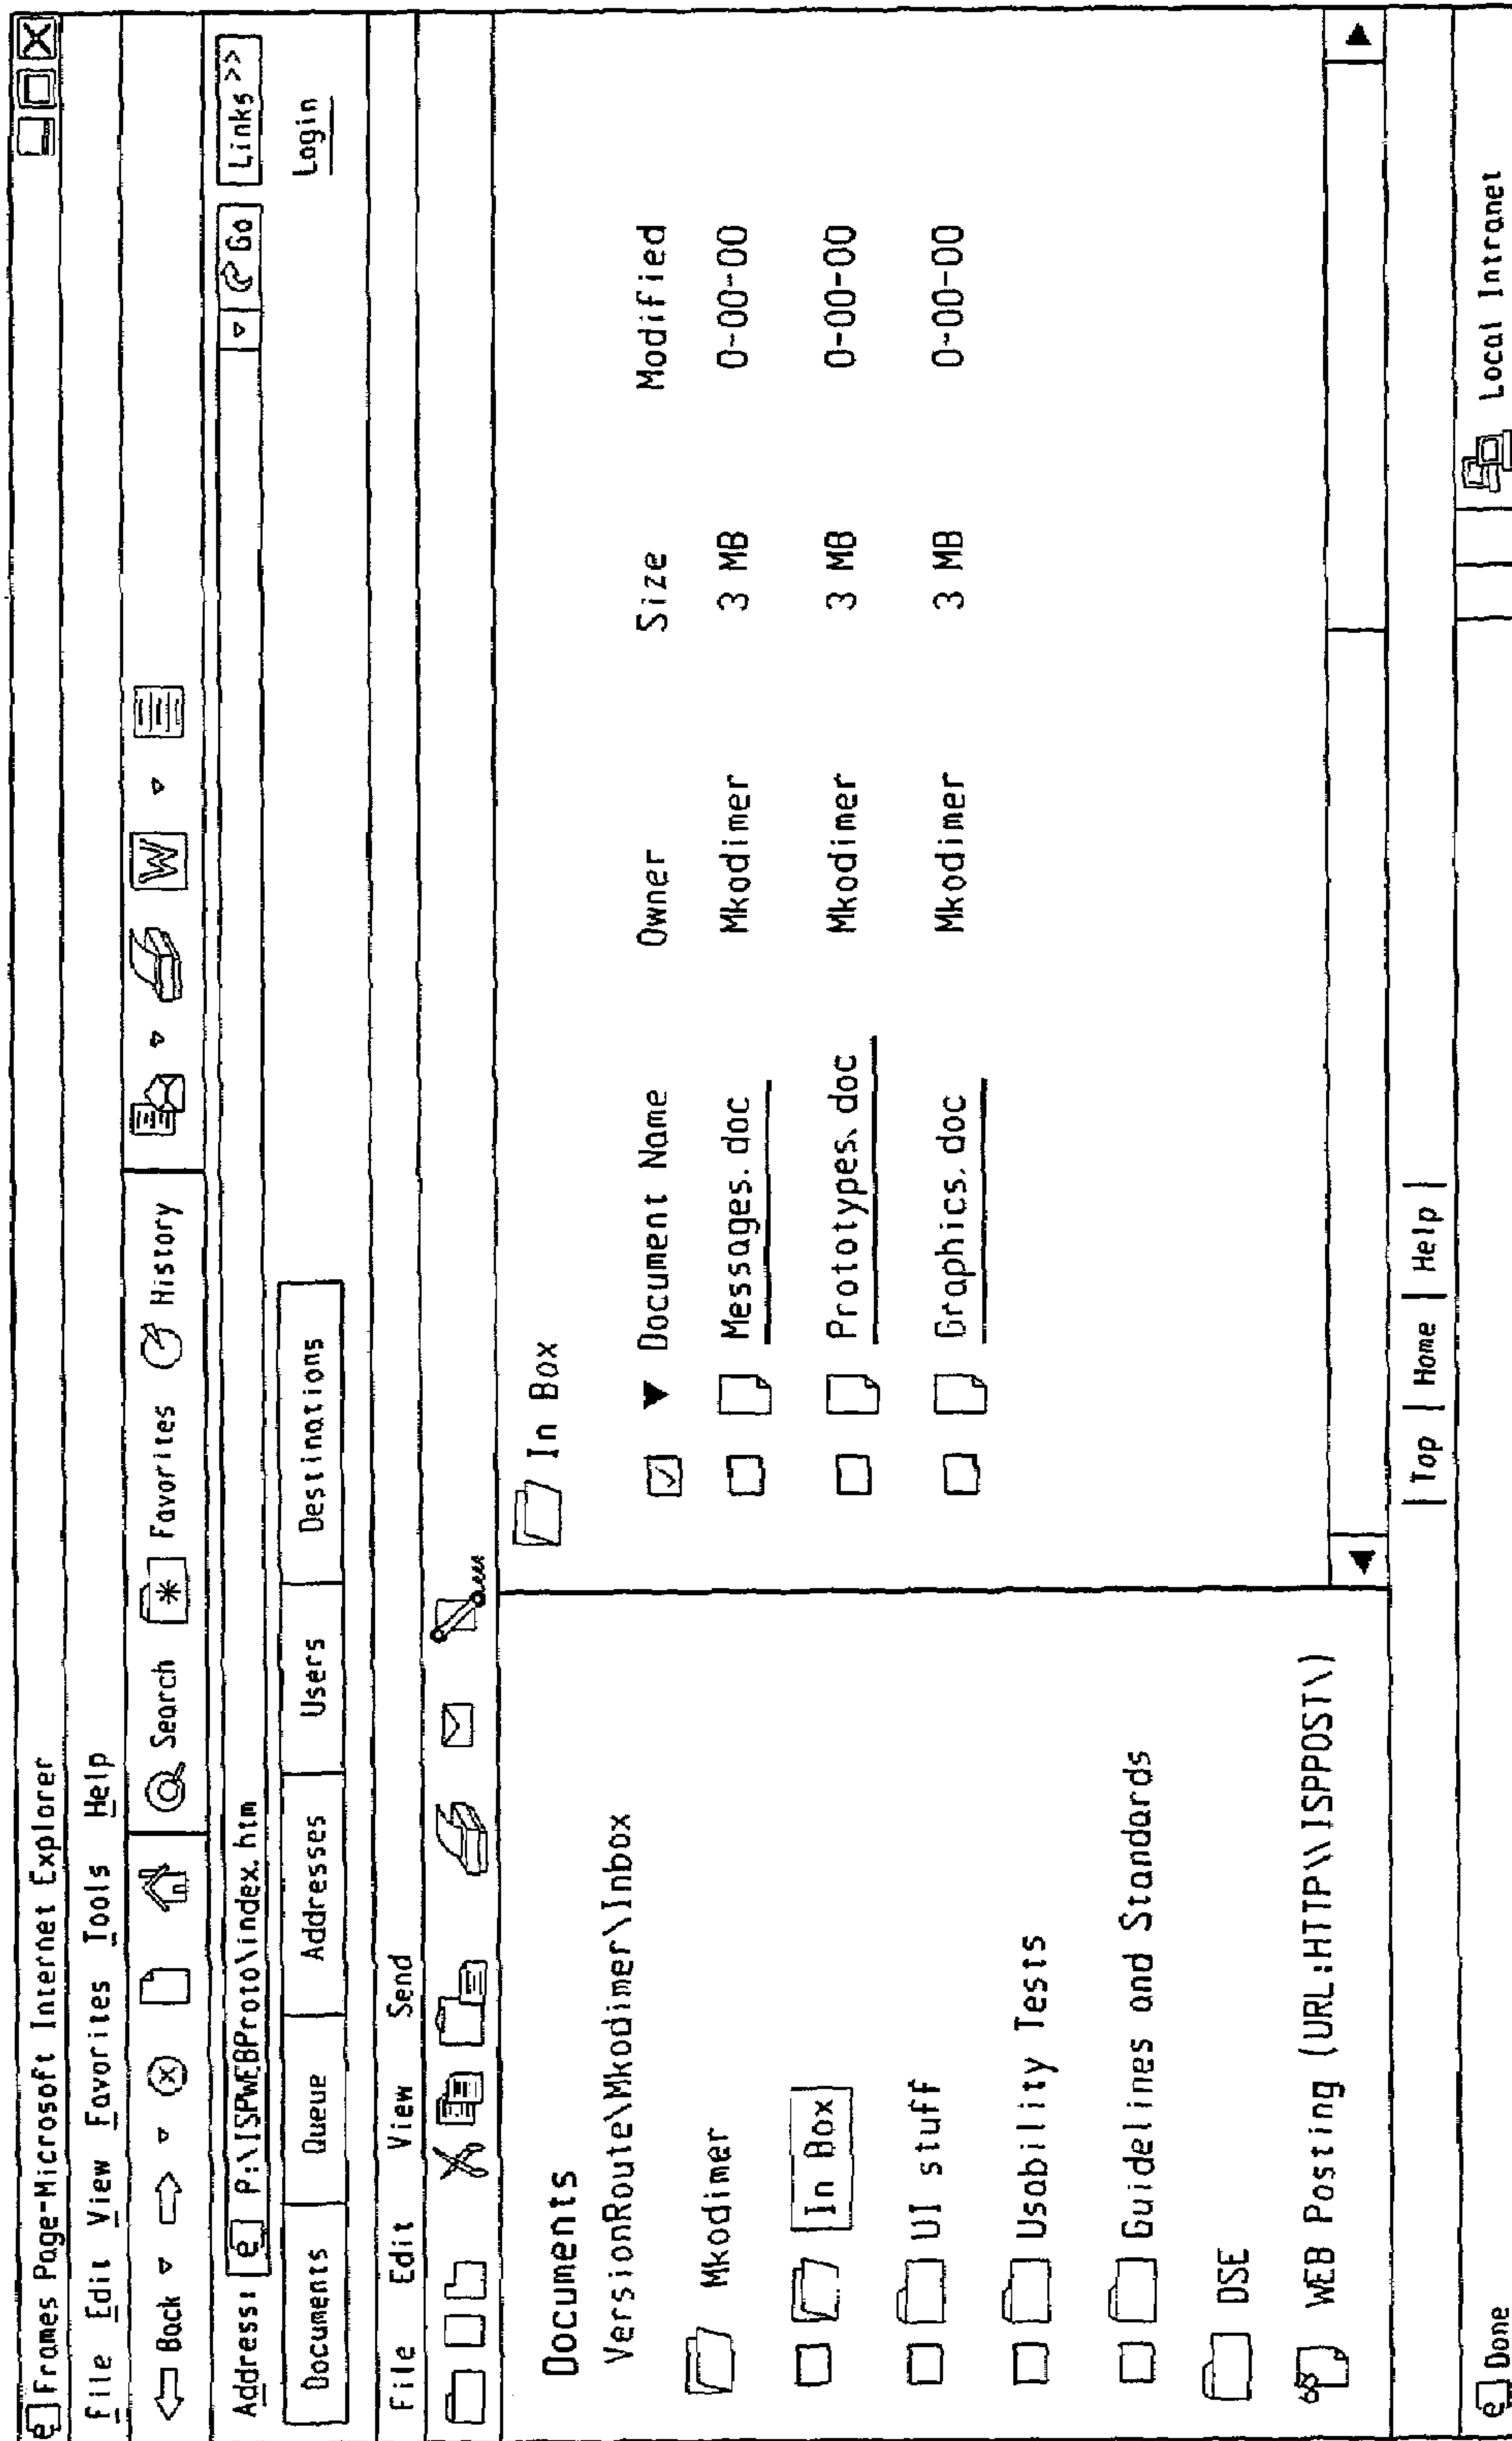 Frames Page-Microsoft Internet Explorer
File Edit View Favorites Tools Help
Back Search Favorites History W
Address: e P:\ISPWEBProto\index.htm Go Links >>
Documents Queue Addresses Users Destinations Login
File Edit View Send
Documents
VersionRoute\Mkodimer\Inbox
Mkodimer
In Box
UI stuff
Usability Tests
Guidelines and Standards
DSE
WEB Posting (URL:HTTP\\ISPPOST\)
In Box
Document Name Owner Size Modified
Messages.doc Mkodimer 3 MB 0-00-00
Prototypes.doc Mkodimer 3 MB 0-00-00
Graphics.doc Mkodimer 3 MB 0-00-00
| Top | Home | Help |
e Done Local Intranet